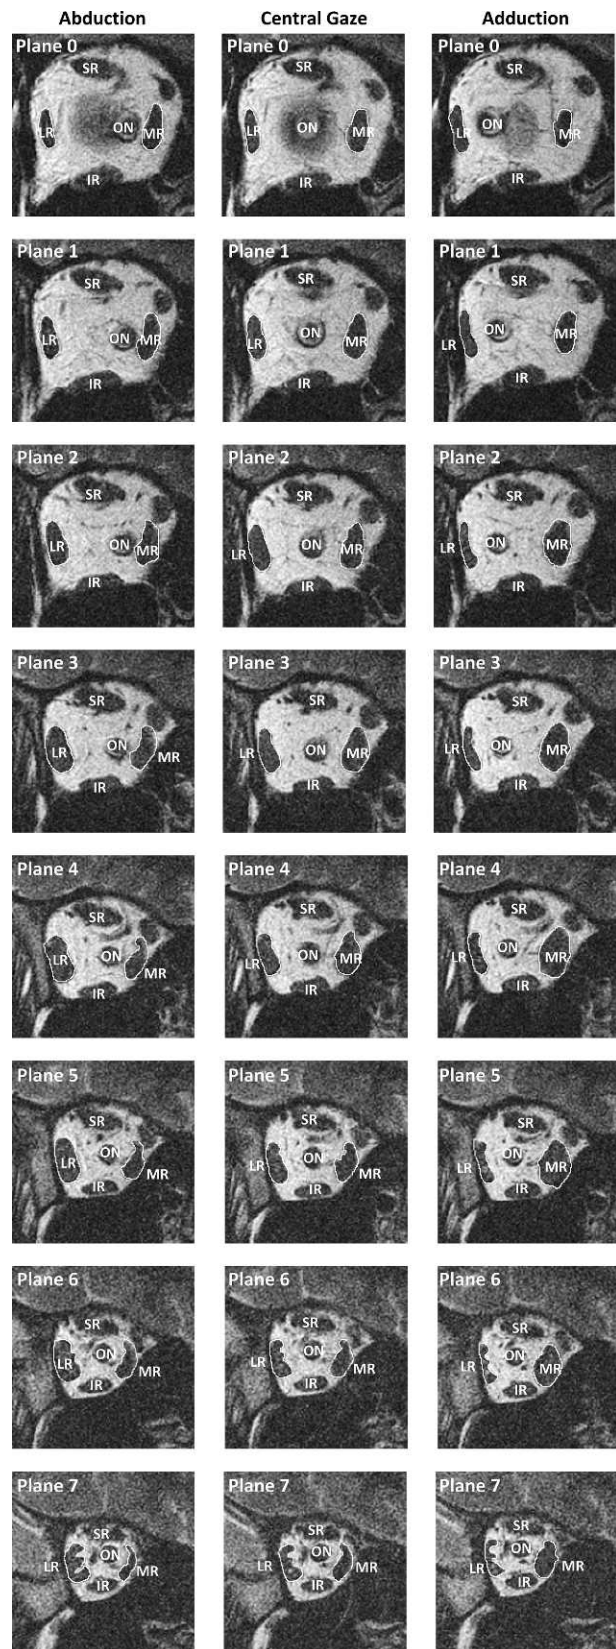 Abduction Central Gaze Adduction
Plane 0 Plane 0 Plane 0
SR SR SR
LR ON MR LR ON MR LR ON MR
IR IR IR
Plane 1 Plane 1 Plane 1
SR SR SR
LR ON MR LR ON MR LR ON MR
IR IR IR
Plane 2 Plane 2 Plane 2
SR SR SR
LR ON MR LR ON MR LR ON MR
IR IR IR
Plane 3 Plane 3 Plane 3
SR SR SR
LR ON MR LR ON MR LR ON MR
IR IR IR
Plane 4 Plane 4 Plane 4
SR SR SR
LR ON MR LR ON MR LR ON MR
IR IR IR
Plane 5 Plane 5 Plane 5
SR SR SR
LR ON MR LR ON MR LR ON MR
IR IR IR
Plane 6 Plane 6 Plane 6
SR SR SR
LR ON MR LR ON MR LR ON MR
IR IR IR
Plane 7 Plane 7 Plane 7
SR SR SR
LR ON MR LR ON MR LR ON MR
IR IR IR